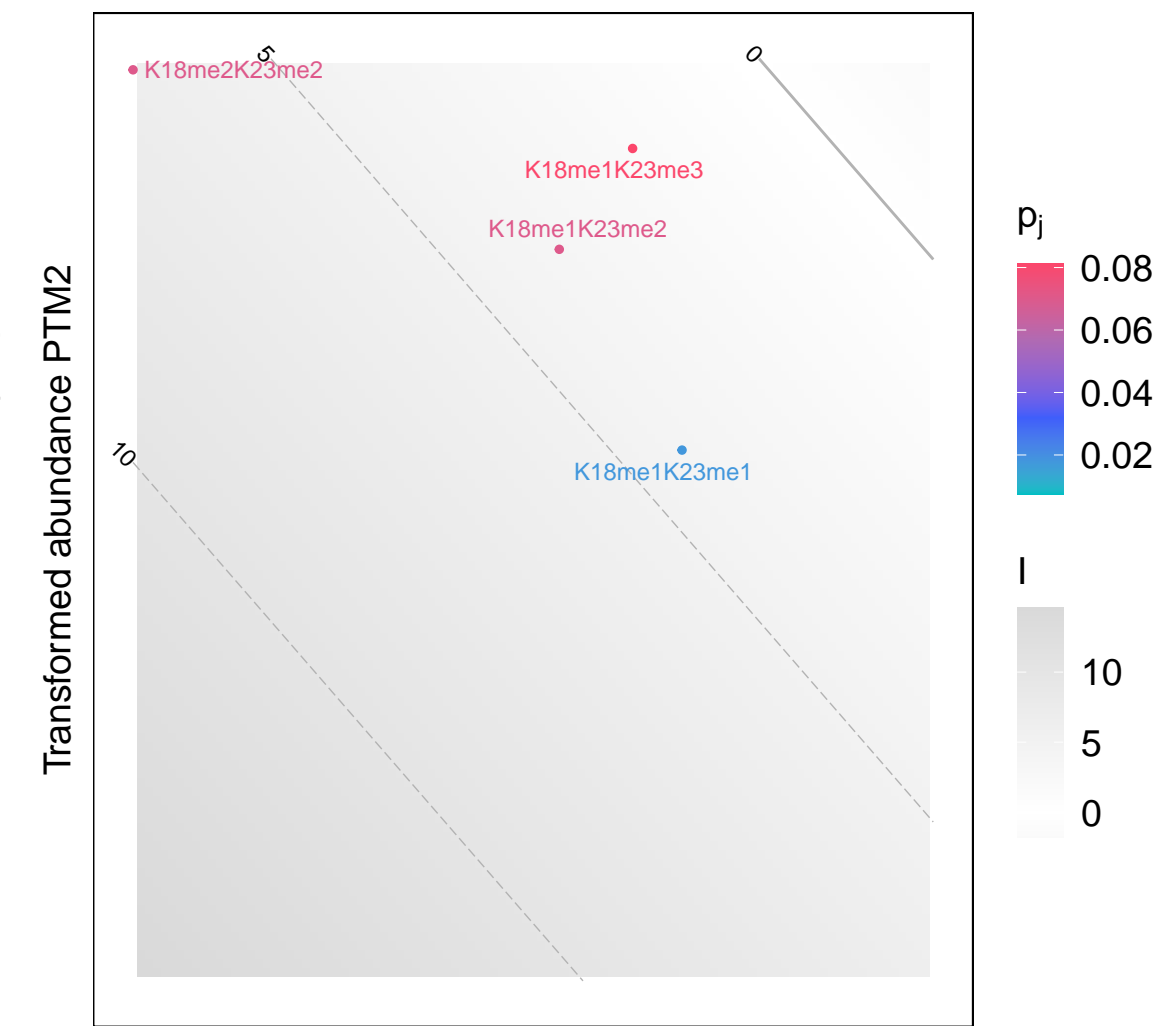 5
0
K18me2K23me2
K18me1K23me3
K18me1K23me2
10
K18me1K23me1
Transformed abundance PTM2
pj
0.08
0.06
0.04
0.02
I
10
5
0